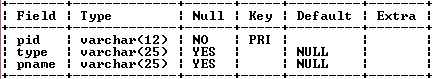 Field Type Null Key Default Extra
pid varchar(12) NO PRI
type varchar(25) YES NULL
pname varchar(25) YES NULL